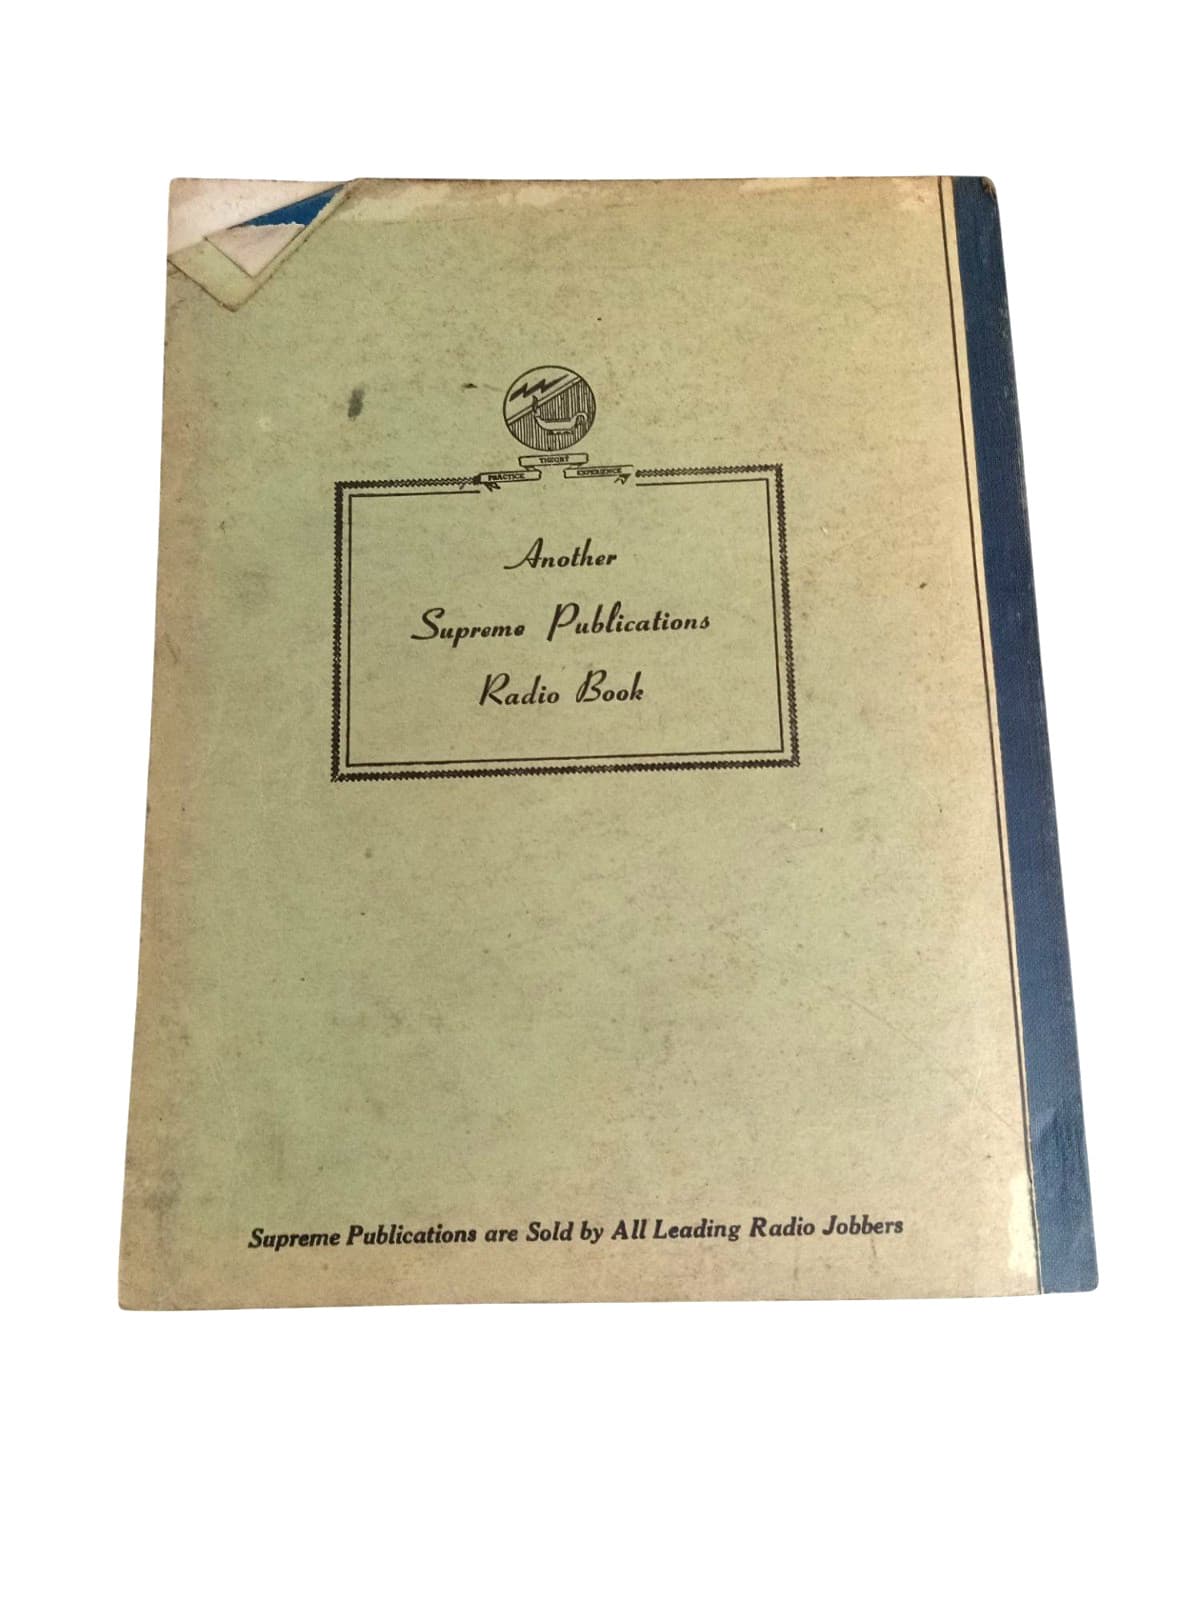 THEORY
PRACTICE EXPERIENCE
Another
Supreme Publications
Radio Book
Supreme Publications are Sold by All Leading Radio Jobbers